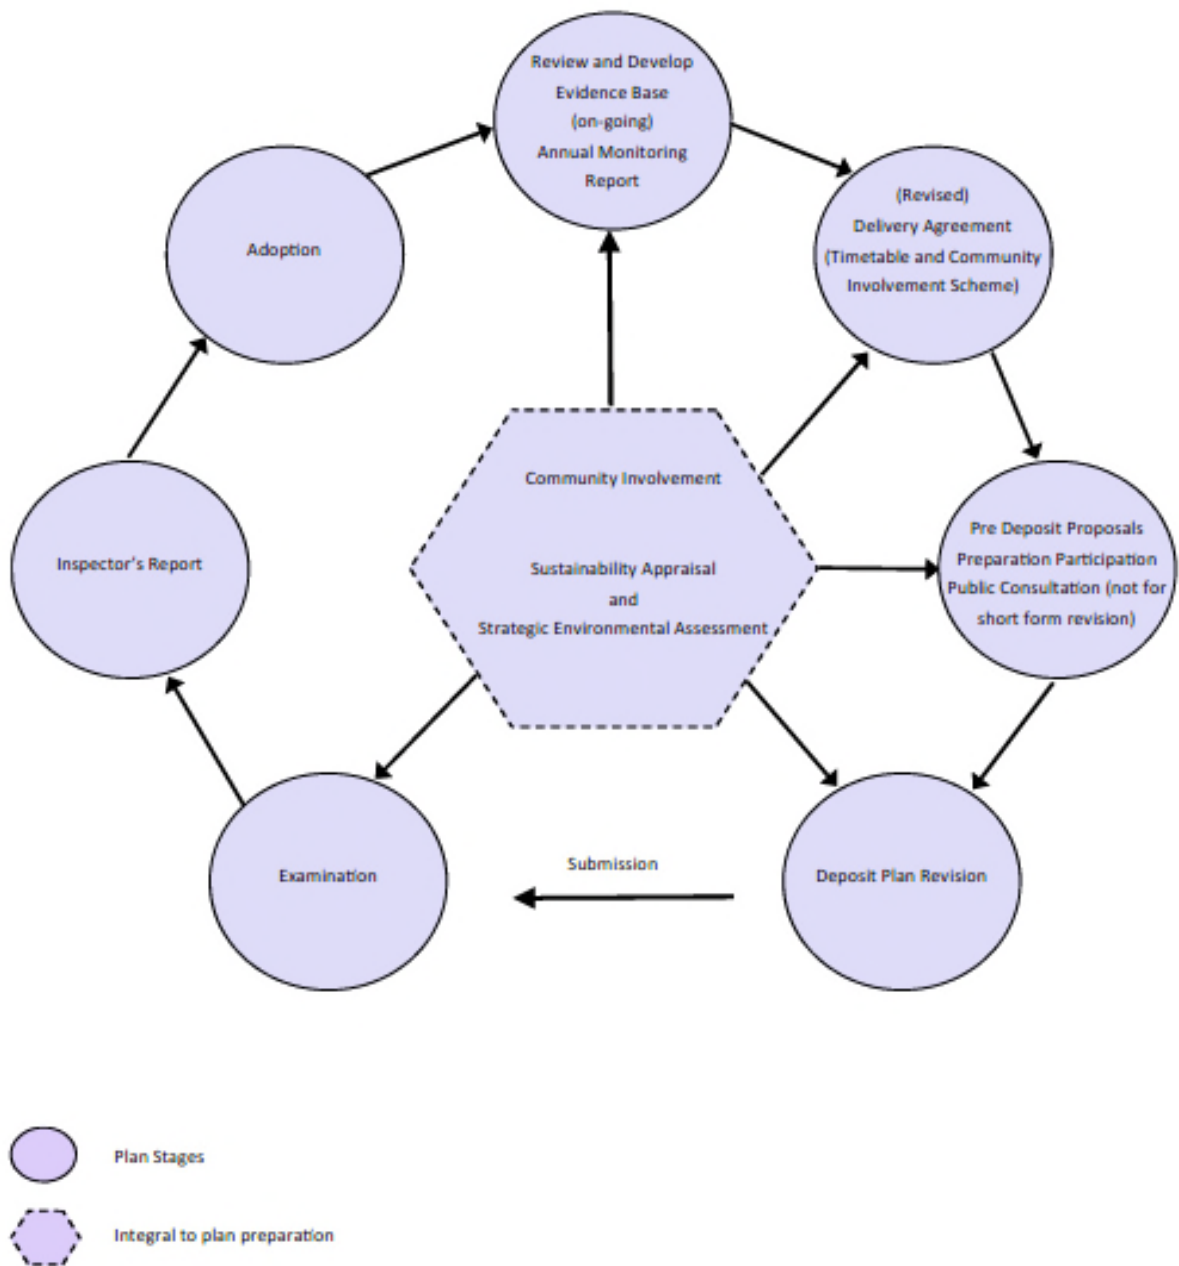 Review and Develop
Evidence Base
(on-going)
Annual Monitoring
Report
(Revised)
Delivery Agreement
(Timetable and Community
Involvement Scheme)
Adoption
Community Involvement
Sustainability Appraisal
and
Strategic Environmental Assessment
Pre Deposit Proposals
Preparation Participation
Public Consultation (not for
short form revision)
Inspector's Report
Submission
Examination
Deposit Plan Revision
Plan Stages
Integral to plan preparation